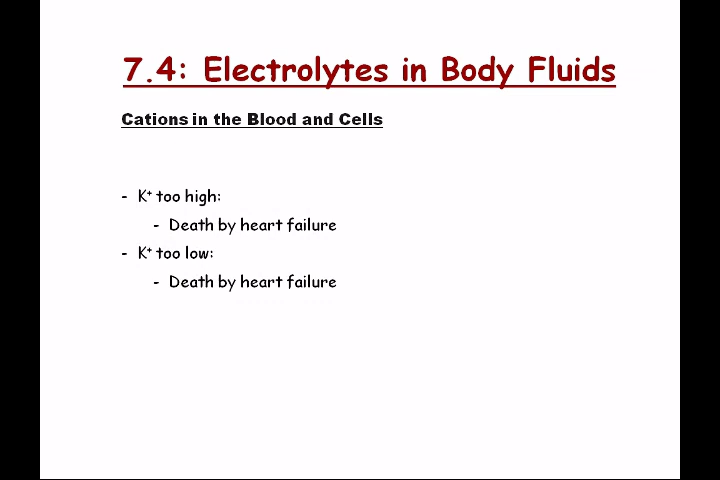 7.4: Electrolytes in Body Fluids
Cations in the Blood and Cells
- K⁺ too high:
- Death by heart failure
- K⁺ too low:
- Death by heart failure